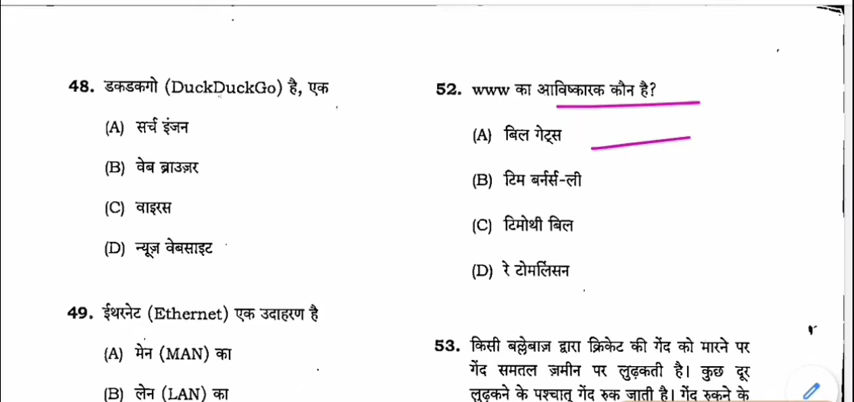 48. डकडकगो (DuckDuckGo) है, एक
(A) सर्च इंजन
(B) वेब ब्राउज़र
(C) वाइरस
(D) न्यूज़ वेबसाइट
49. ईथरनेट (Ethernet) एक उदाहरण है
(A) मेन (MAN) का
(B) लेन (LAN) का
52. www का आविष्कारक कौन है?
(A) बिल गेट्स
(B) टिम बर्नर्स-ली
(C) टिमोथी बिल
(D) रे टोमलिंसन
53. किसी बल्लेबाज़ द्वारा क्रिकेट की गेंद को मारने पर
गेंद समतल ज़मीन पर लुढ़कती है। कुछ दूर
लुढ़कने के पश्चात् गेंद रुक जाती है। गेंद रुकने के